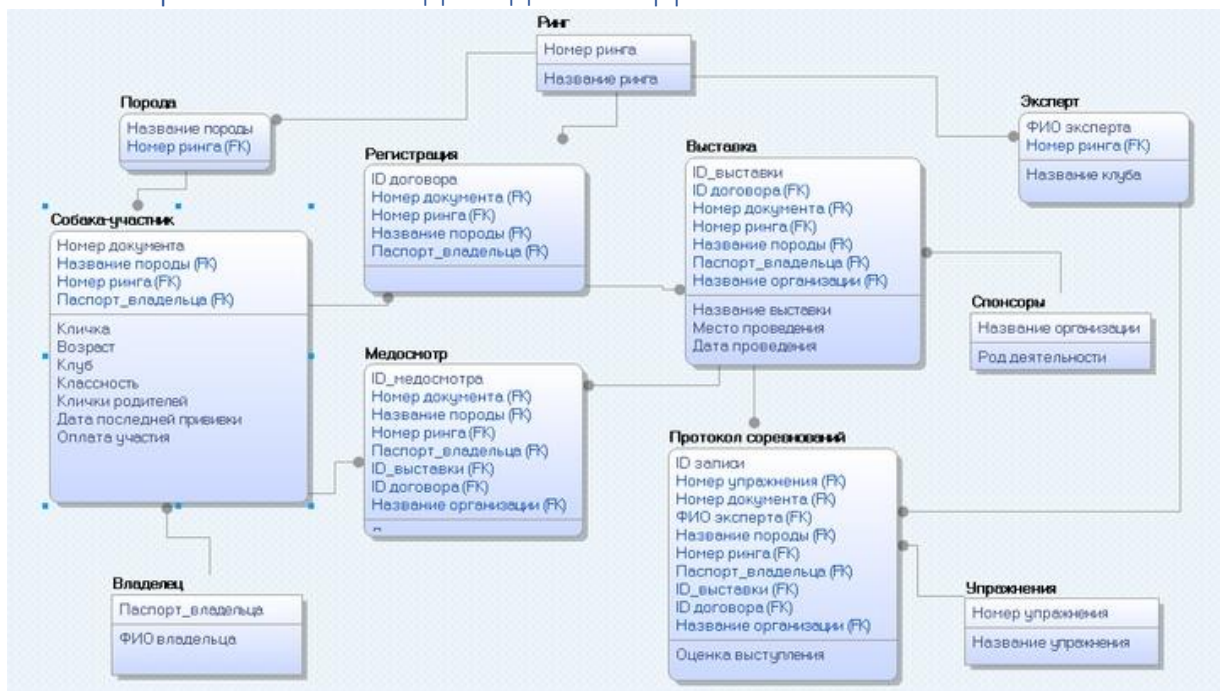 Ринг
Номер ринга
Название ринга
Порода
Название породы
Номер ринга (FK)
Эксперт
ФИО эксперта
Номер ринга (FK)
Название клуба
Регистрация
ID договора
Номер документа (FK)
Номер ринга (FK)
Название породы (FK)
Паспорт_владельца (FK)
Выставка
ID_выставки
ID договора (FK)
Номер документа (FK)
Номер ринга (FK)
Название породы (FK)
Паспорт_владельца (FK)
Название организации (FK)
Название выставки
Место проведения
Дата проведения
Собака-участник
Номер документа
Название породы (FK)
Номер ринга (FK)
Паспорт_владельца (FK)
Кличка
Возраст
Клуб
Классность
Клички родителей
Дата последней прививки
Оплата участия
Спонсоры
Название организации
Род деятельности
Медосмотр
ID_медосмотра
Номер документа (FK)
Название породы (FK)
Номер ринга (FK)
Паспорт_владельца (FK)
ID_выставки (FK)
ID договора (FK)
Название организации (FK)
Протокол соревнований
ID записи
Номер упражнения (FK)
Номер документа (FK)
ФИО эксперта (FK)
Название породы (FK)
Номер ринга (FK)
Паспорт_владельца (FK)
ID_выставки (FK)
ID договора (FK)
Название организации (FK)
Оценка выступления
Владелец
Паспорт_владельца
ФИО владельца
Упражнения
Номер упражнения
Название упражнения